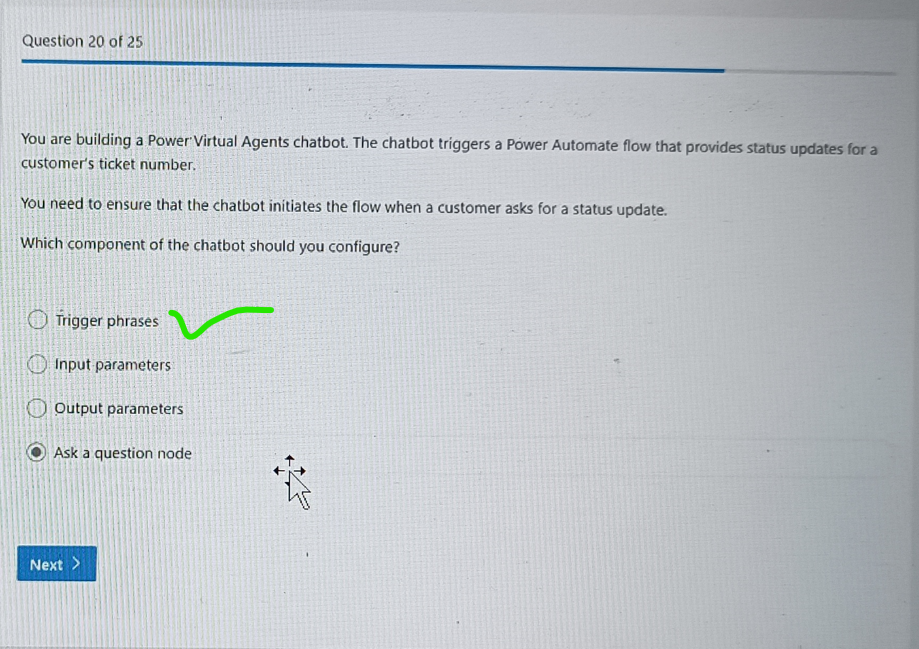 Question 20 of 25
You are building a Power Virtual Agents chatbot. The chatbot triggers a Power Automate flow that provides status updates for a
customer's ticket number.
You need to ensure that the chatbot initiates the flow when a customer asks for a status update.
Which component of the chatbot should you configure?
Trigger phrases
Input parameters
Output parameters
Ask a question node
Next >